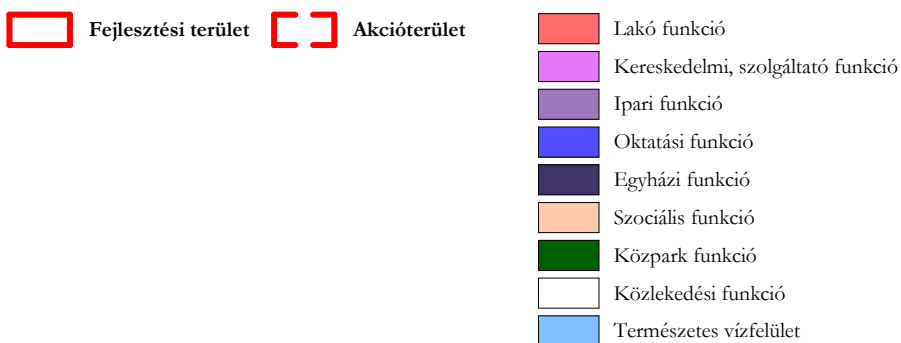 Fejlesztési terület
Akcióterület
Lakó funkció
Kereskedelmi, szolgáltató funkció
Ipari funkció
Oktatási funkció
Egyházi funkció
Szociális funkció
Közpark funkció
Közlekedési funkció
Természetes vízfelület